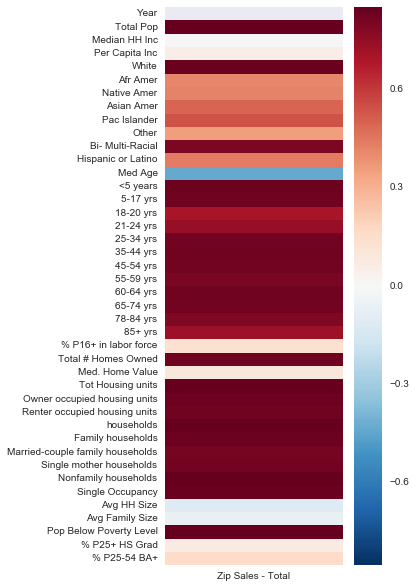 Year
Total Pop
Median HH Inc
Per Capita Inc
White
Afr Amer
Native Amer
Asian Amer
Pac Islander
Other
Bi- Multi-Racial
Hispanic or Latino
Med Age
<5 years
5-17 yrs
18-20 yrs
21-24 yrs
25-34 yrs
35-44 yrs
45-54 yrs
55-59 yrs
60-64 yrs
65-74 yrs
78-84 yrs
85+ yrs
% P16+ in labor force
Total # Homes Owned
Med. Home Value
Tot Housing units
Owner occupied housing units
Renter occupied housing units
households
Family households
Married-couple family households
Single mother households
Nonfamily households
Single Occupancy
Avg HH Size
Avg Family Size
Pop Below Poverty Level
% P25+ HS Grad
% P25-54 BA+
Zip Sales - Total
0.6
0.3
0.0
−0.3
−0.6